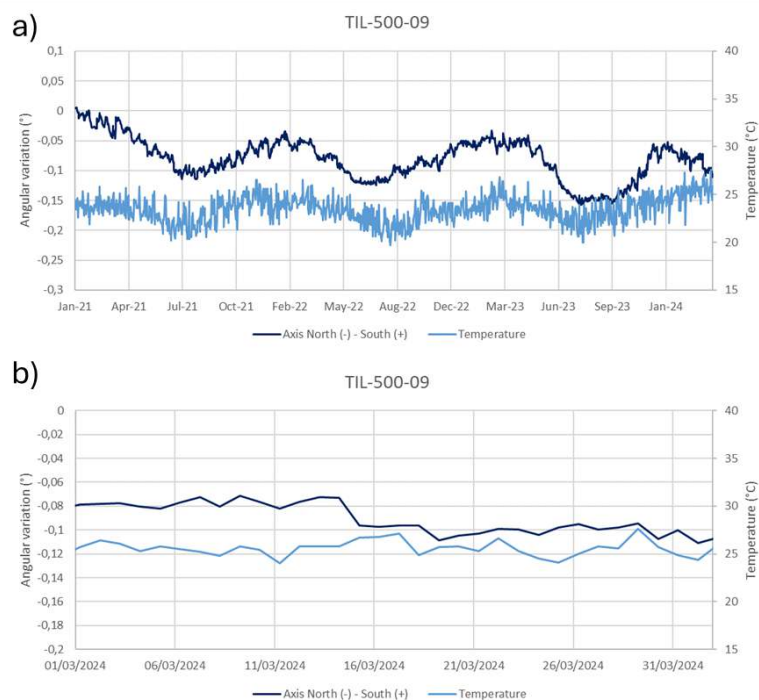 a)
TIL-500-09
0,1
0,05
0
-0,05
-0,1
-0,15
-0,2
-0,25
-0,3
Angular variation (°)
40
35
30
25
20
15
Temperature (°C)
Jan-21 Apr-21 Jul-21 Oct-21 Feb-22 May-22 Aug-22 Dec-22 Mar-23 Jun-23 Sep-23 Jan-24
Axis North (-) - South (+) Temperature
b)
TIL-500-09
0
-0,02
-0,04
-0,06
-0,08
-0,1
-0,12
-0,14
-0,16
-0,18
-0,2
Angular variation (°)
40
35
30
25
20
15
Temperature (°C)
01/03/2024 06/03/2024 11/03/2024 16/03/2024 21/03/2024 26/03/2024 31/03/2024
Axis North (-) - South (+) Temperature